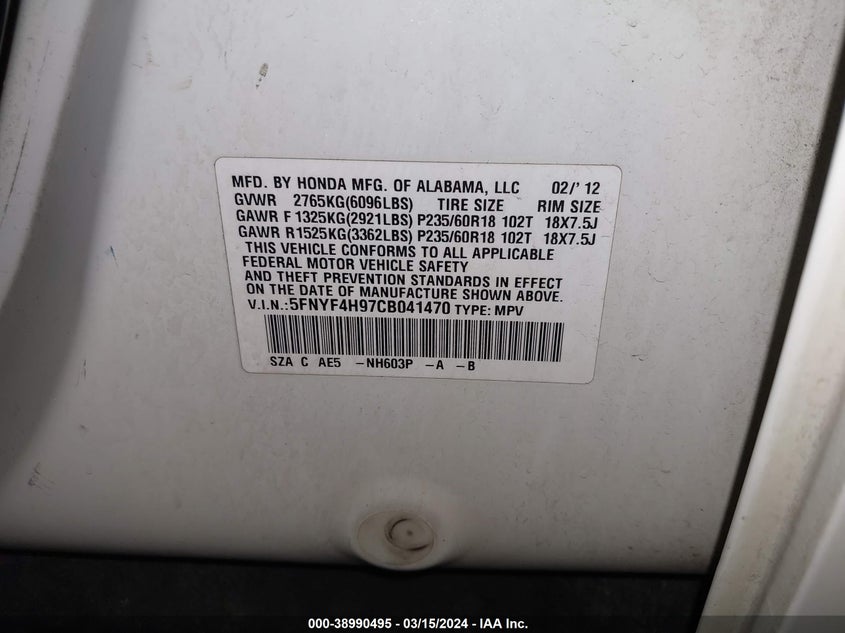 MFD. BY HONDA MFG. OF ALABAMA, LLC 02/' 12
GVWR 2765KG(6096LBS) TIRE SIZE RIM SIZE
GAWR F 1325KG(2921LBS) P235/60R18 102T 18X7.5J
GAWR R1525KG(3362LBS) P235/60R18 102T 18X7.5J
THIS VEHICLE CONFORMS TO ALL APPLICABLE
FEDERAL MOTOR VEHICLE SAFETY
AND THEFT PREVENTION STANDARDS IN EFFECT
ON THE DATE OF MANUFACTURE SHOWN ABOVE.
V.I.N.:5FNYF4H97CB041470 TYPE: MPV
SZA C AE5 -NH603P -A -B
000-38990495 - 03/15/2024 - IAA Inc.